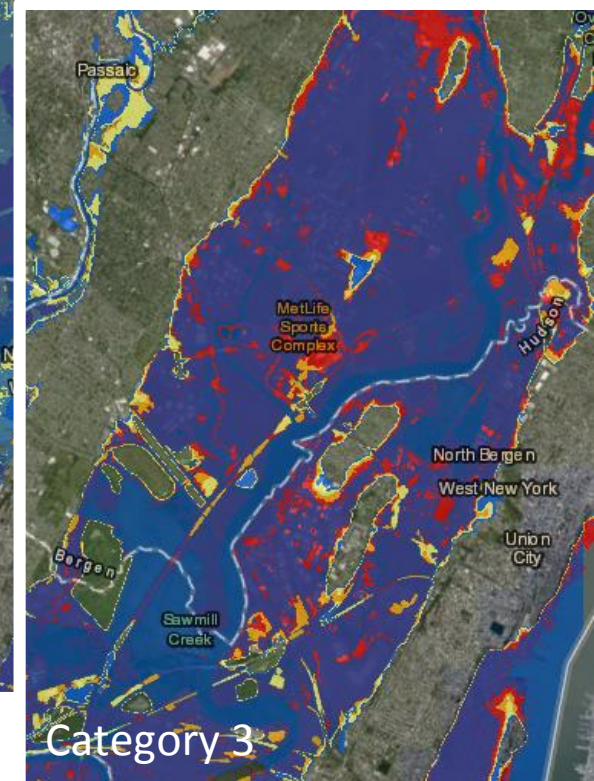 Passaic
MetLife
Sports
Complex
Hudson
North Bergen
West New York
Union
City
Bergen
Sawmill
Creek
Category 3